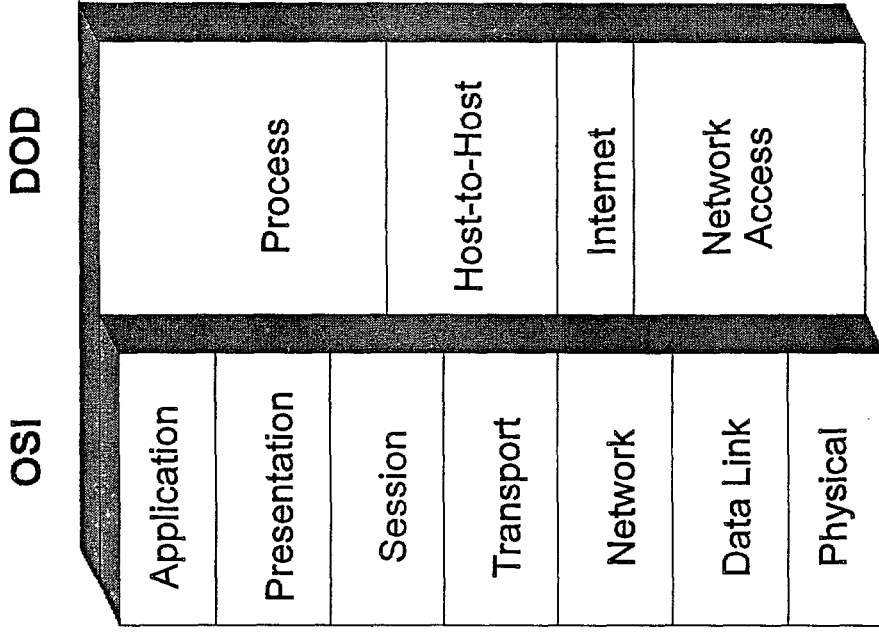 OSI
Application
Presentation
Session
Transport
Network
Data Link
Physical
DOD
Process
Host-to-Host
Internet
Network
Access